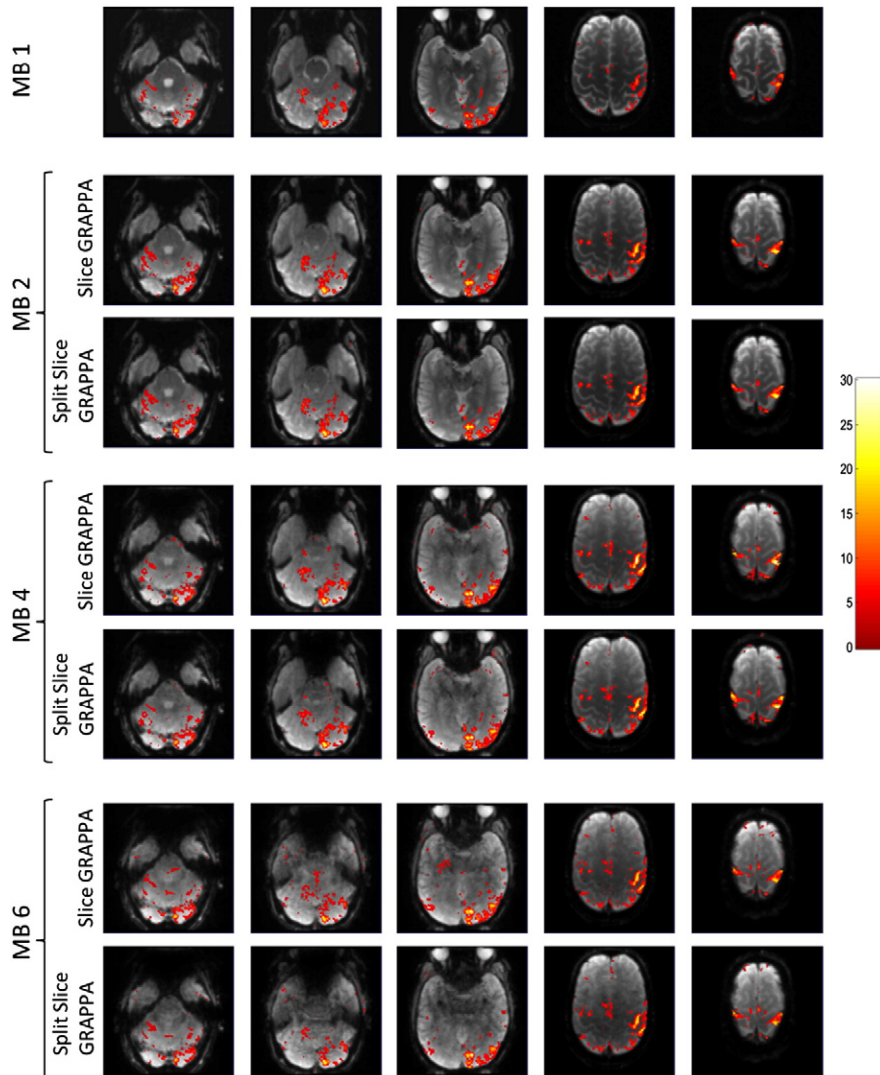 MB 1
MB 2
Slice GRAPPA
Split Slice
GRAPPA
MB 4
Slice GRAPPA
Split Slice
GRAPPA
MB 6
Slice GRAPPA
Split Slice
GRAPPA
30
25
20
15
10
5
0